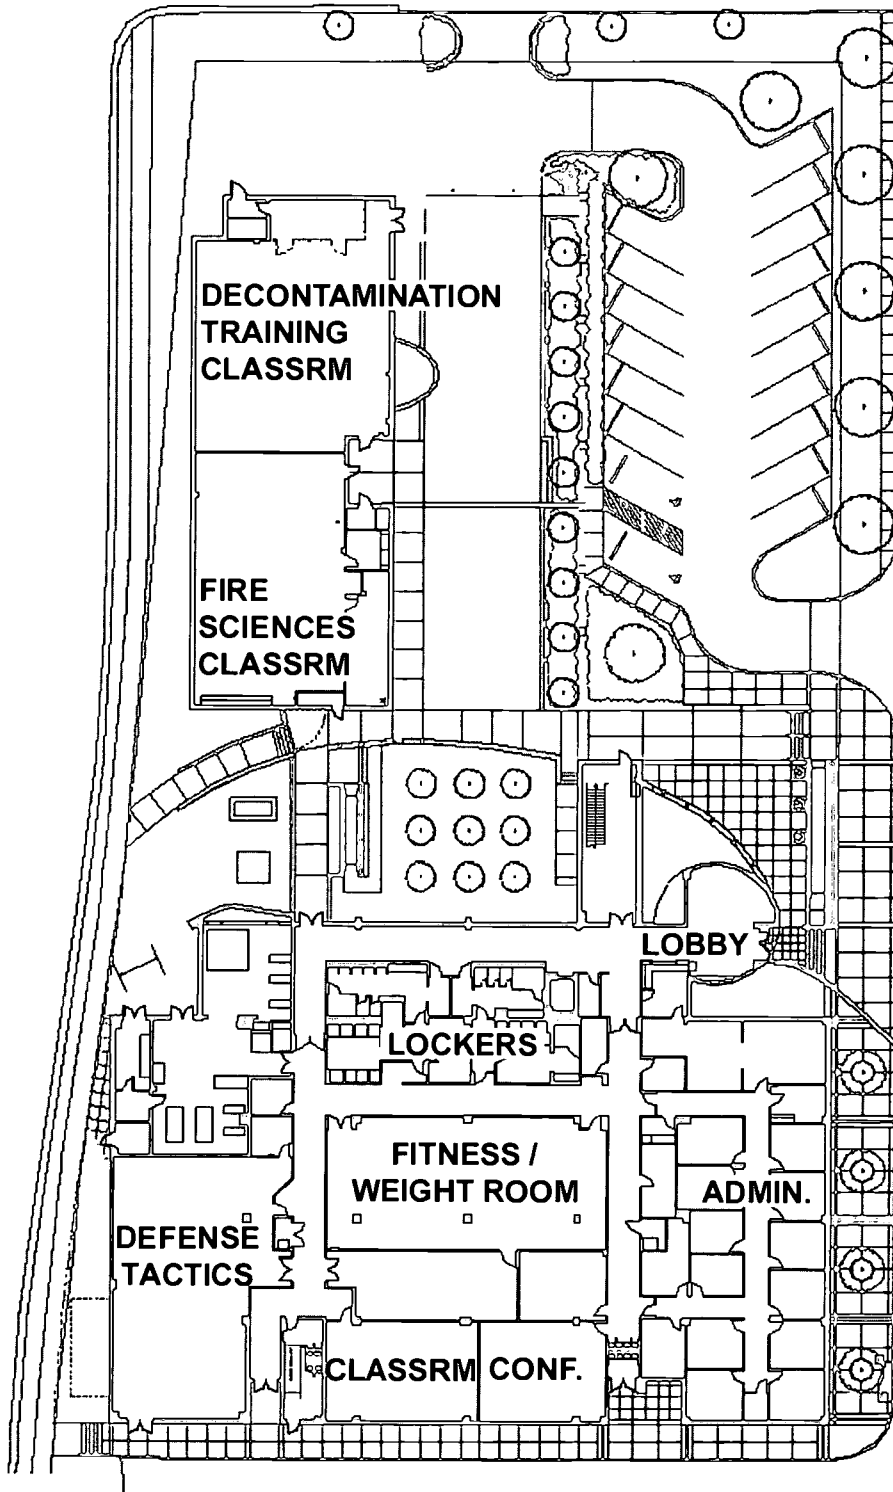 DECONTAMINATION
TRAINING
CLASSRM
FIRE
SCIENCES
CLASSRM
LOBBY
LOCKERS
FITNESS /
WEIGHT ROOM
ADMIN.
DEFENSE
TACTICS
CLASSRM
CONF.